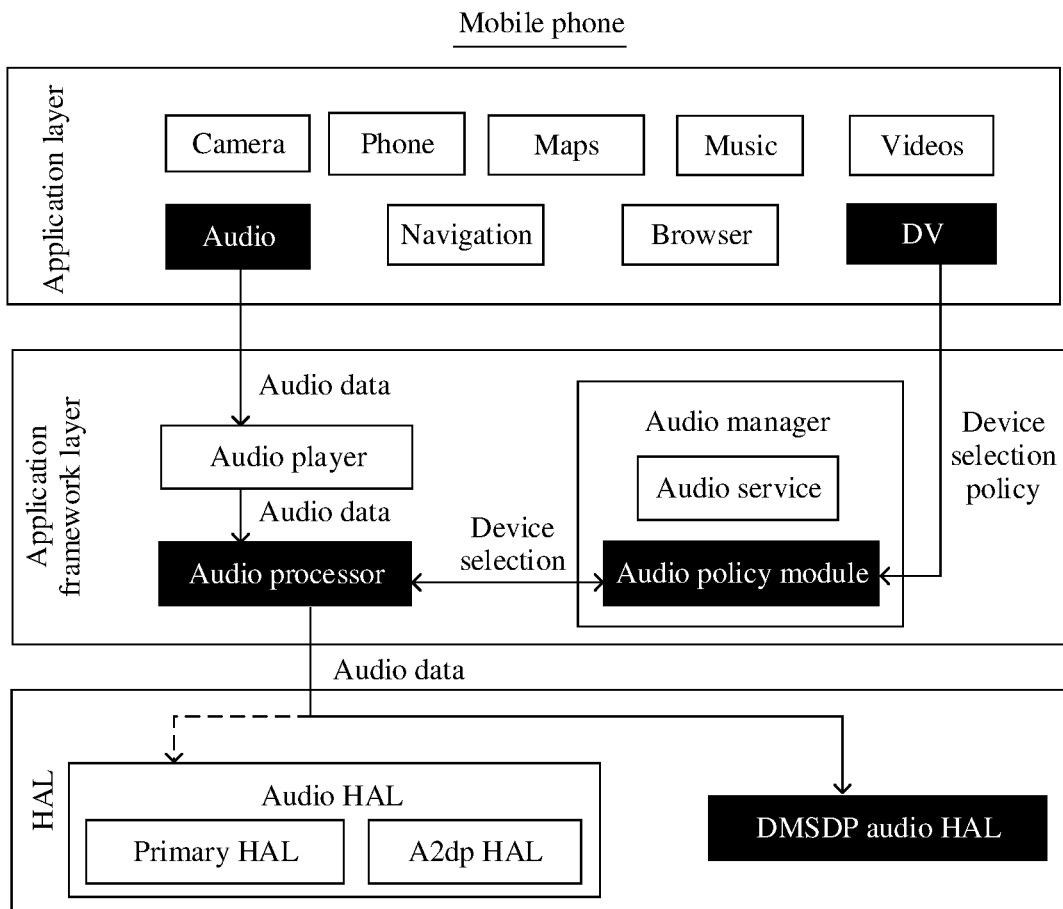 Mobile phone
Application layer
Camera
Phone
Maps
Music
Videos
Audio
Navigation
Browser
DV
Application
framework layer
Audio data
Audio player
Audio data
Audio processor
Device
selection
Audio manager
Audio service
Audio policy module
Device
selection
policy
Audio data
HAL
Audio HAL
Primary HAL
A2dp HAL
DMSDP audio HAL